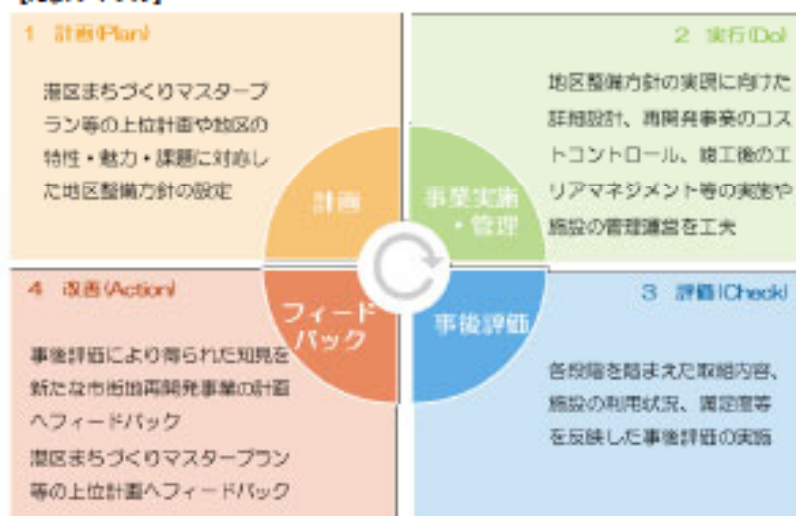 1 計画(Plan)
港区まちづくりマスタープ
ラン等の上位計画や地区の
特性・魅力・課題に対応し
た地区整備方針の設定
計画
2 実行(Do)
地区整備方針の実現に向けた
詳細設計、再開発事業のコス
トコントロール、竣工後のエ
リアマネジメント等の実施や
施設の管理運営を工夫
事業実施
・管理
4 改善(Action)
事後評価により得られた知見を
新たな市街地再開発事業の計画
へフィードバック
港区まちづくりマスタープラン
等の上位計画へフィードバック
フィード
バック
3 評価(Check)
各段階を踏まえた取組内容、
施設の利用状況、満足度等
を反映した事後評価の実施
事後評価